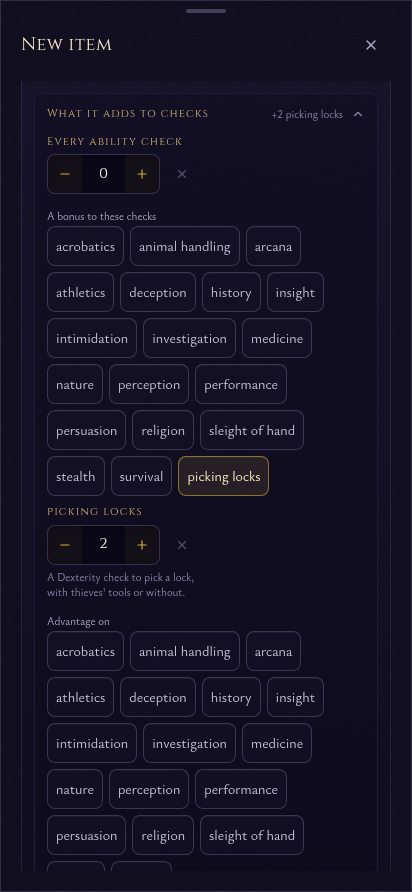 New item
What it adds to checks +2 picking locks
Every ability check
− 0 + ×
A bonus to these checks
acrobatics animal handling arcana
athletics deception history insight
intimidation investigation medicine
nature perception performance
persuasion religion sleight of hand
stealth survival picking locks
picking locks
− 2 + ×
A Dexterity check to pick a lock,
with thieves' tools or without.
Advantage on
acrobatics animal handling arcana
athletics deception history insight
intimidation investigation medicine
nature perception performance
persuasion religion sleight of hand